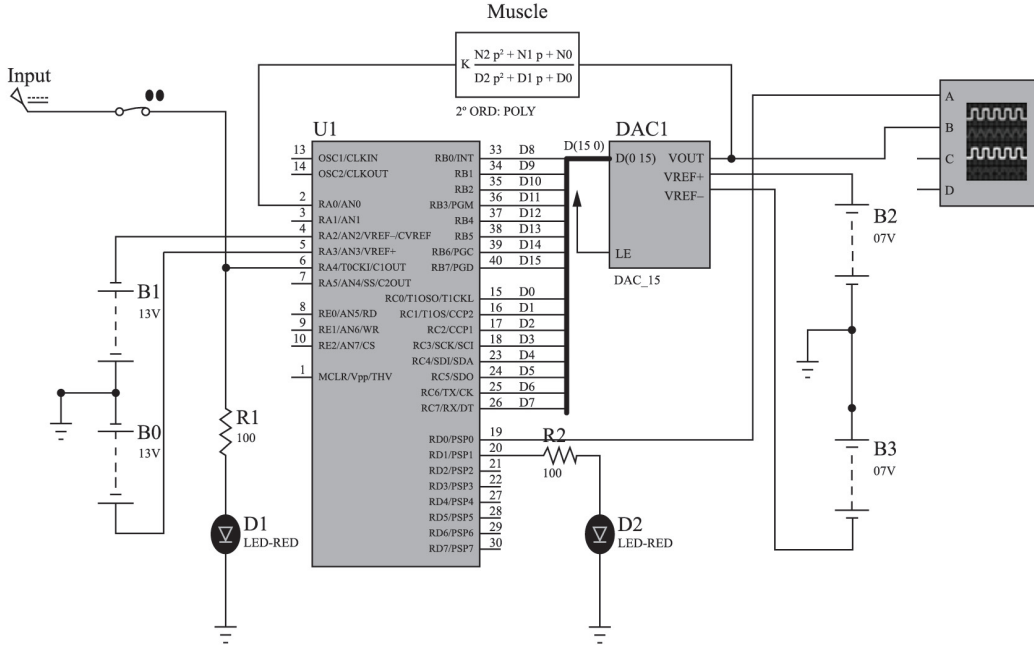 Muscle
K N2 p² + N1 p + N0
D2 p² + D1 p + D0
2º ORD: POLY
Input
U1
DAC1
13 OSC1/CLKIN
14 OSC2/CLKOUT
2 RA0/AN0
3 RA1/AN1
4 RA2/AN2/VREF–/CVREF
5 RA3/AN3/VREF+
6 RA4/T0CKI/C1OUT
7 RA5/AN4/SS/C2OUT
8 RE0/AN5/RD
9 RE1/AN6/WR
10 RE2/AN7/CS
1 MCLR/Vpp/THV
RB0/INT 33 D8
RB1 34 D9
RB2 35 D10
RB3/PGM 36 D11
RB4 37 D12
RB5 38 D13
RB6/PGC 39 D14
RB7/PGD 40 D15
RC0/T1OSO/T1CKL 15 D0
RC1/T1OS/CCP2 16 D1
RC2/CCP1 17 D2
RC3/SCK/SCI 18 D3
RC4/SDI/SDA 23 D4
RC5/SDO 24 D5
RC6/TX/CK 25 D6
RC7/RX/DT 26 D7
RD0/PSP0 19
RD1/PSP1 20
RD2/PSP2 21
RD3/PSP3 22
RD4/PSP4 27
RD5/PSP5 28
RD6/PSP6 29
RD7/PSP7 30
D(15 0)
D(0 15) VOUT
VREF+
VREF–
LE
DAC_15
A
B
C
D
B2
07V
B3
07V
B1
13V
B0
13V
R1
100
D1
LED-RED
R2
100
D2
LED-RED